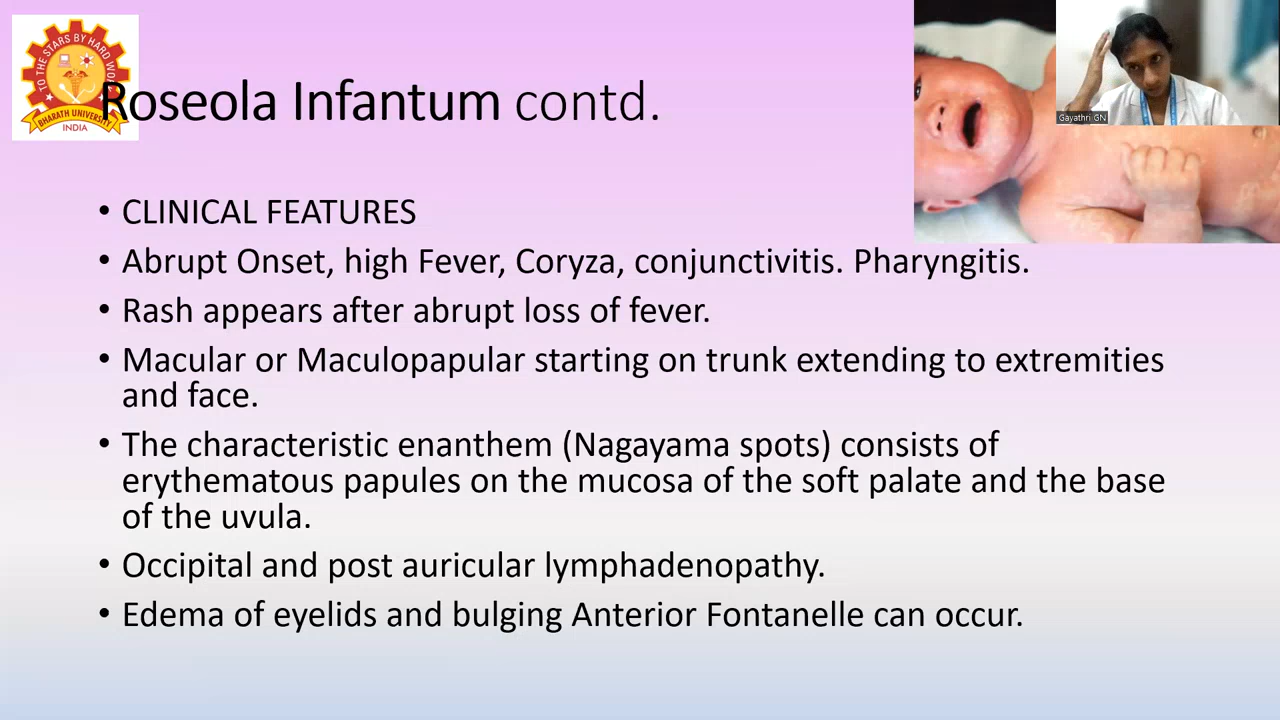 TO THE STARS BY HARD WORK
BHARATH UNIVERSITY
INDIA
Roseola Infantum contd.
Gayathri GN
• CLINICAL FEATURES
• Abrupt Onset, high Fever, Coryza, conjunctivitis. Pharyngitis.
• Rash appears after abrupt loss of fever.
• Macular or Maculopapular starting on trunk extending to extremities
and face.
• The characteristic enanthem (Nagayama spots) consists of
erythematous papules on the mucosa of the soft palate and the base
of the uvula.
• Occipital and post auricular lymphadenopathy.
• Edema of eyelids and bulging Anterior Fontanelle can occur.